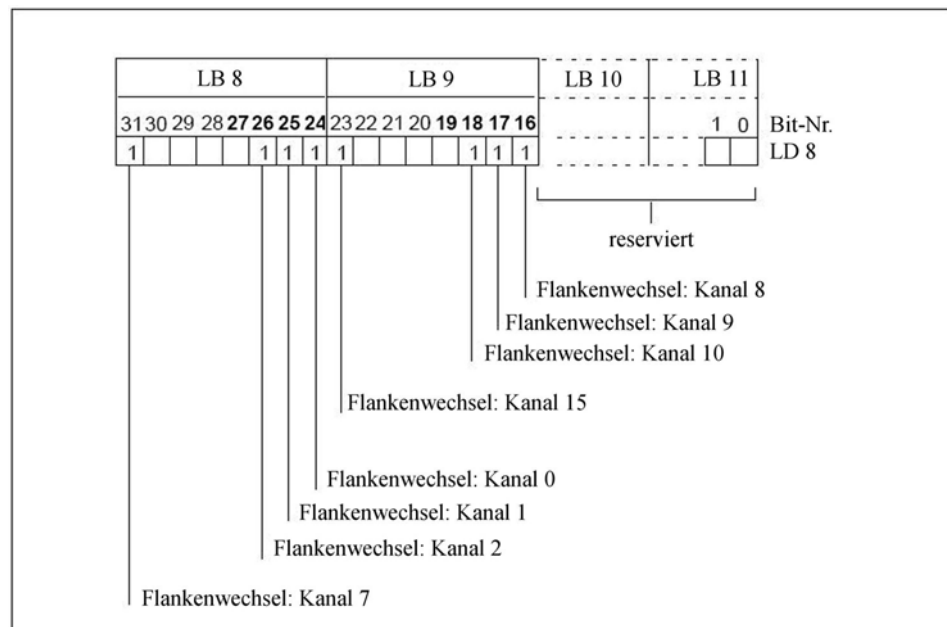 LB 8 LB 9 LB 10 LB 11
31 30 29 28 27 26 25 24 23 22 21 20 19 18 17 16 1 0 Bit-Nr.
1 1 1 1 1 1 1 1 LD 8
reserviert
Flankenwechsel: Kanal 8
Flankenwechsel: Kanal 9
Flankenwechsel: Kanal 10
Flankenwechsel: Kanal 15
Flankenwechsel: Kanal 0
Flankenwechsel: Kanal 1
Flankenwechsel: Kanal 2
Flankenwechsel: Kanal 7